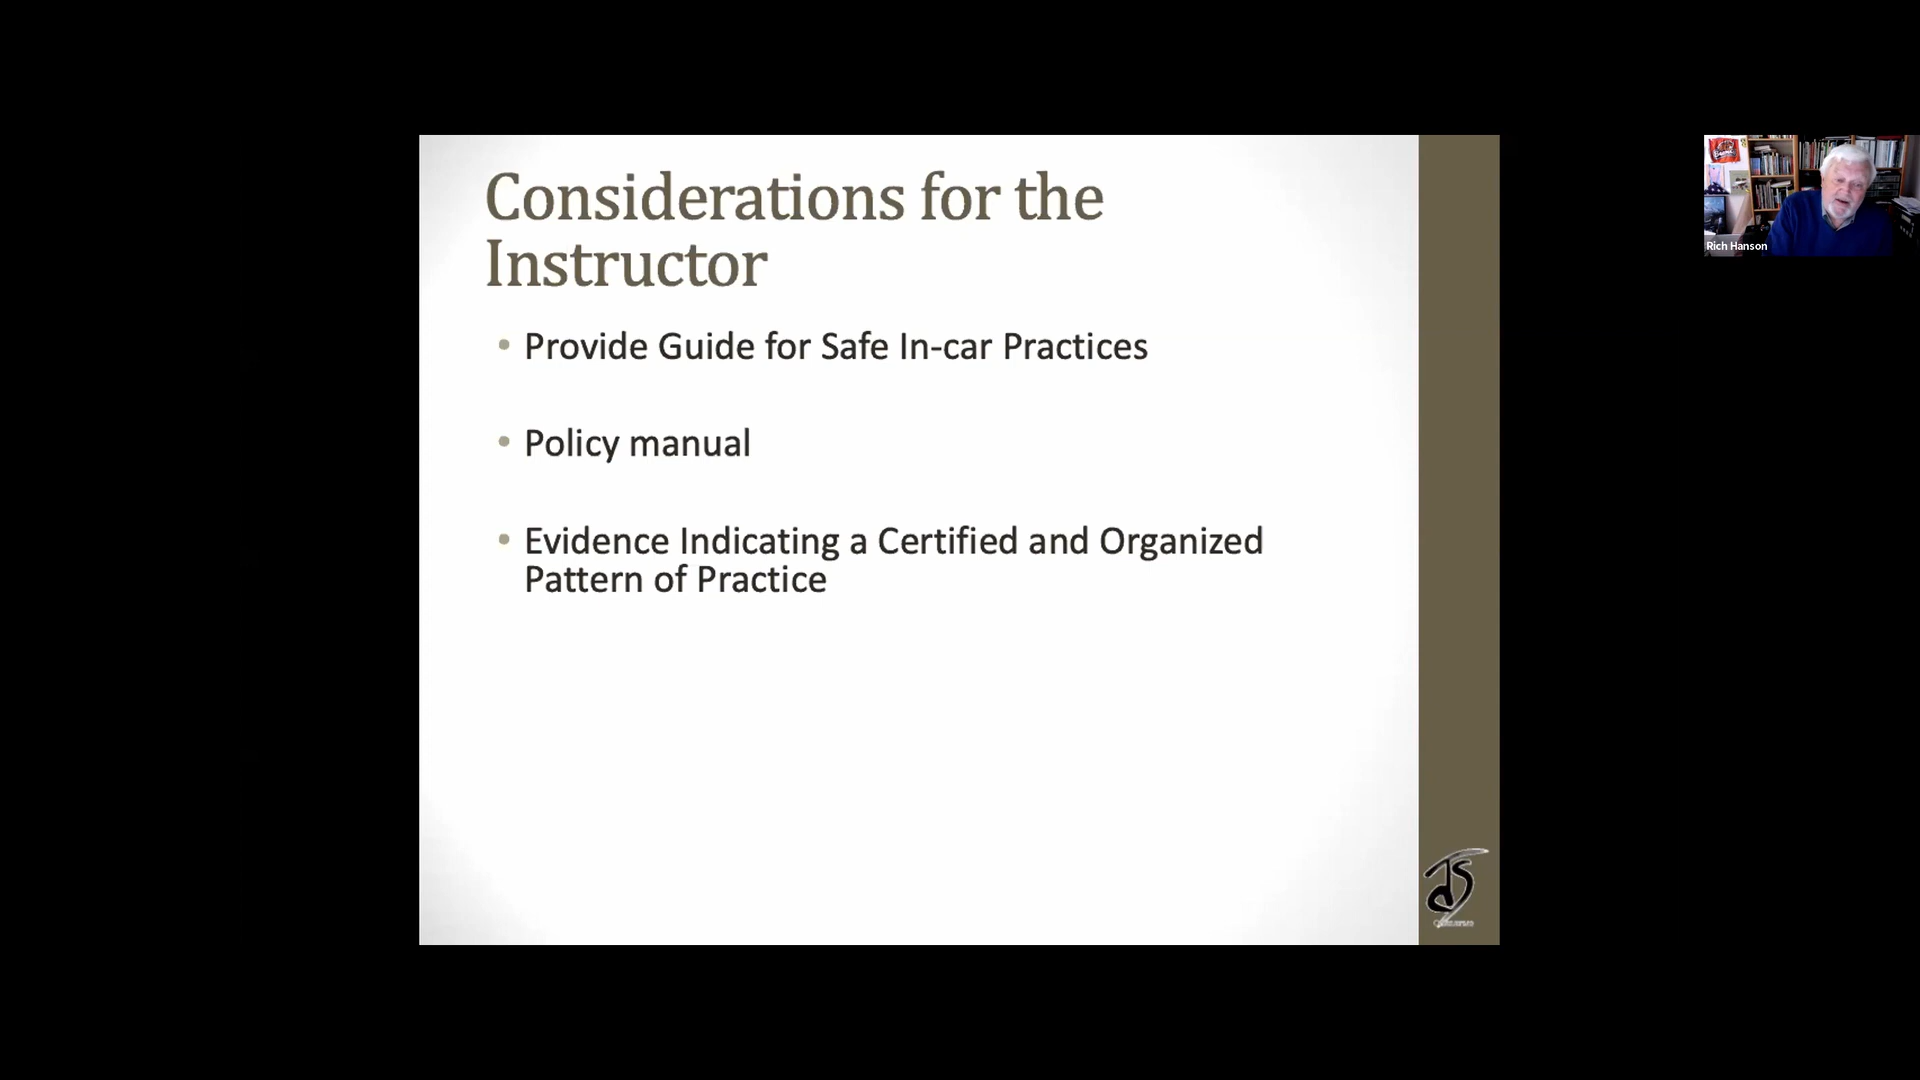 Considerations for the
Instructor
• Provide Guide for Safe In-car Practices
• Policy manual
• Evidence Indicating a Certified and Organized
Pattern of Practice
Rich Hanson